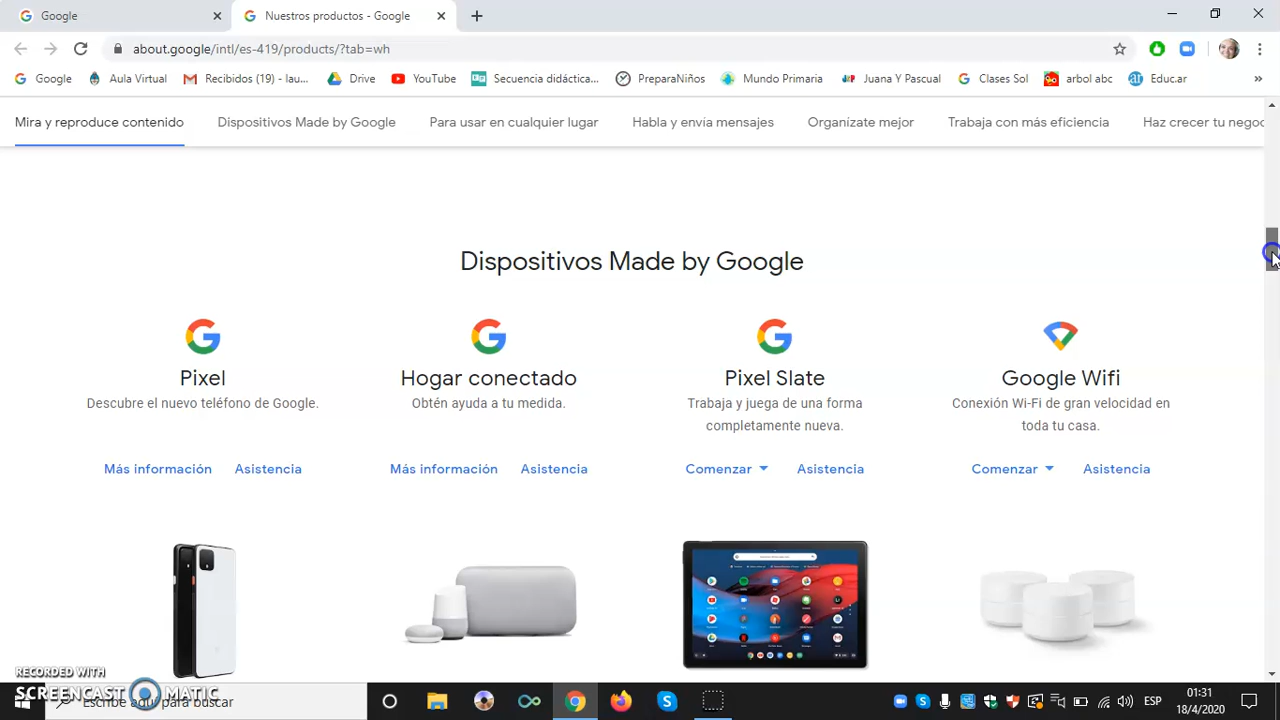 Google
Nuestros productos - Google
about.google/intl/es-419/products/?tab=wh
Google
Aula Virtual
Recibidos (19) - lau...
Drive
YouTube
Secuencia didáctica...
PreparaNiños
Mundo Primaria
Juana Y Pascual
Clases Sol
arbol abc
Educ.ar
Mira y reproduce contenido
Dispositivos Made by Google
Para usar en cualquier lugar
Habla y envía mensajes
Organízate mejor
Trabaja con más eficiencia
Haz crecer tu negoc
Dispositivos Made by Google
Pixel
Descubre el nuevo teléfono de Google.
Más información Asistencia
Hogar conectado
Obtén ayuda a tu medida.
Más información Asistencia
Pixel Slate
Trabaja y juega de una forma
completamente nueva.
Comenzar Asistencia
Google Wifi
Conexión Wi-Fi de gran velocidad en
toda tu casa.
Comenzar Asistencia
RECORDED WITH
SCREENCAST MATIC
Escribe aquí para buscar
ESP
01:31
18/4/2020